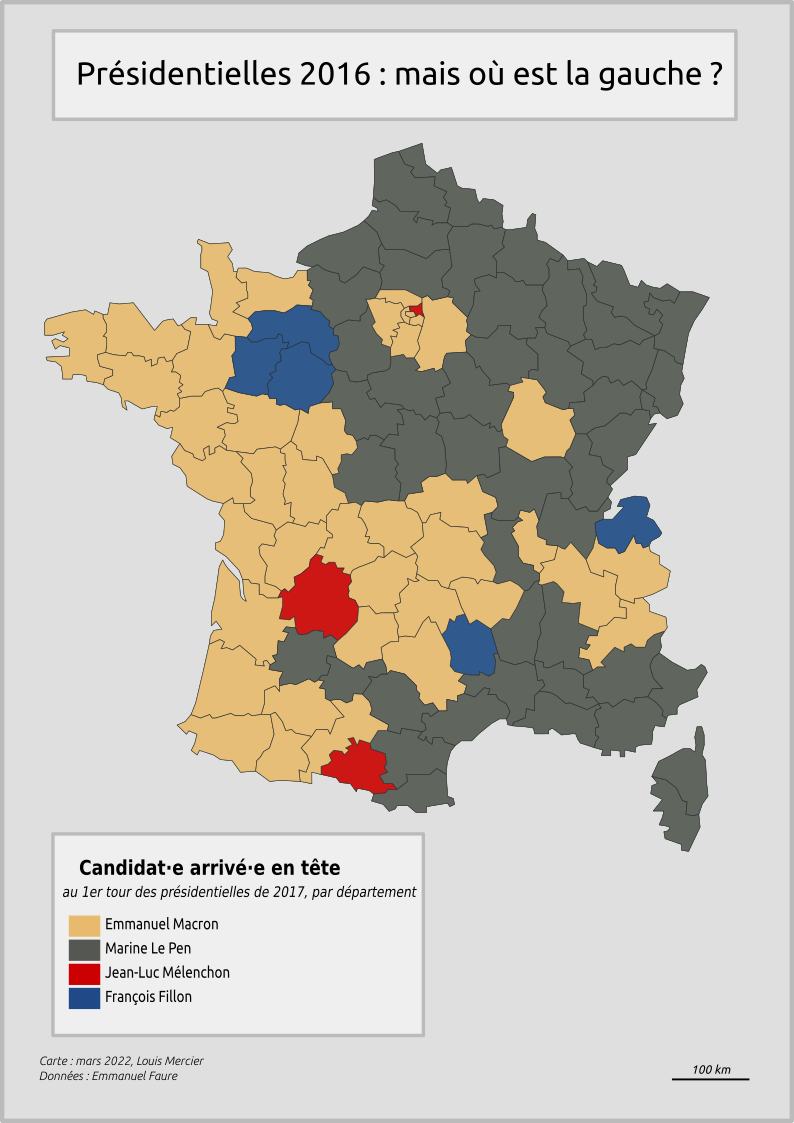 Présidentielles 2016 : mais où est la gauche ?
Candidat·e arrivé·e en tête
au 1er tour des présidentielles de 2017, par département
Emmanuel Macron
Marine Le Pen
Jean-Luc Mélenchon
François Fillon
Carte : mars 2022, Louis Mercier
Données : Emmanuel Faure
100 km